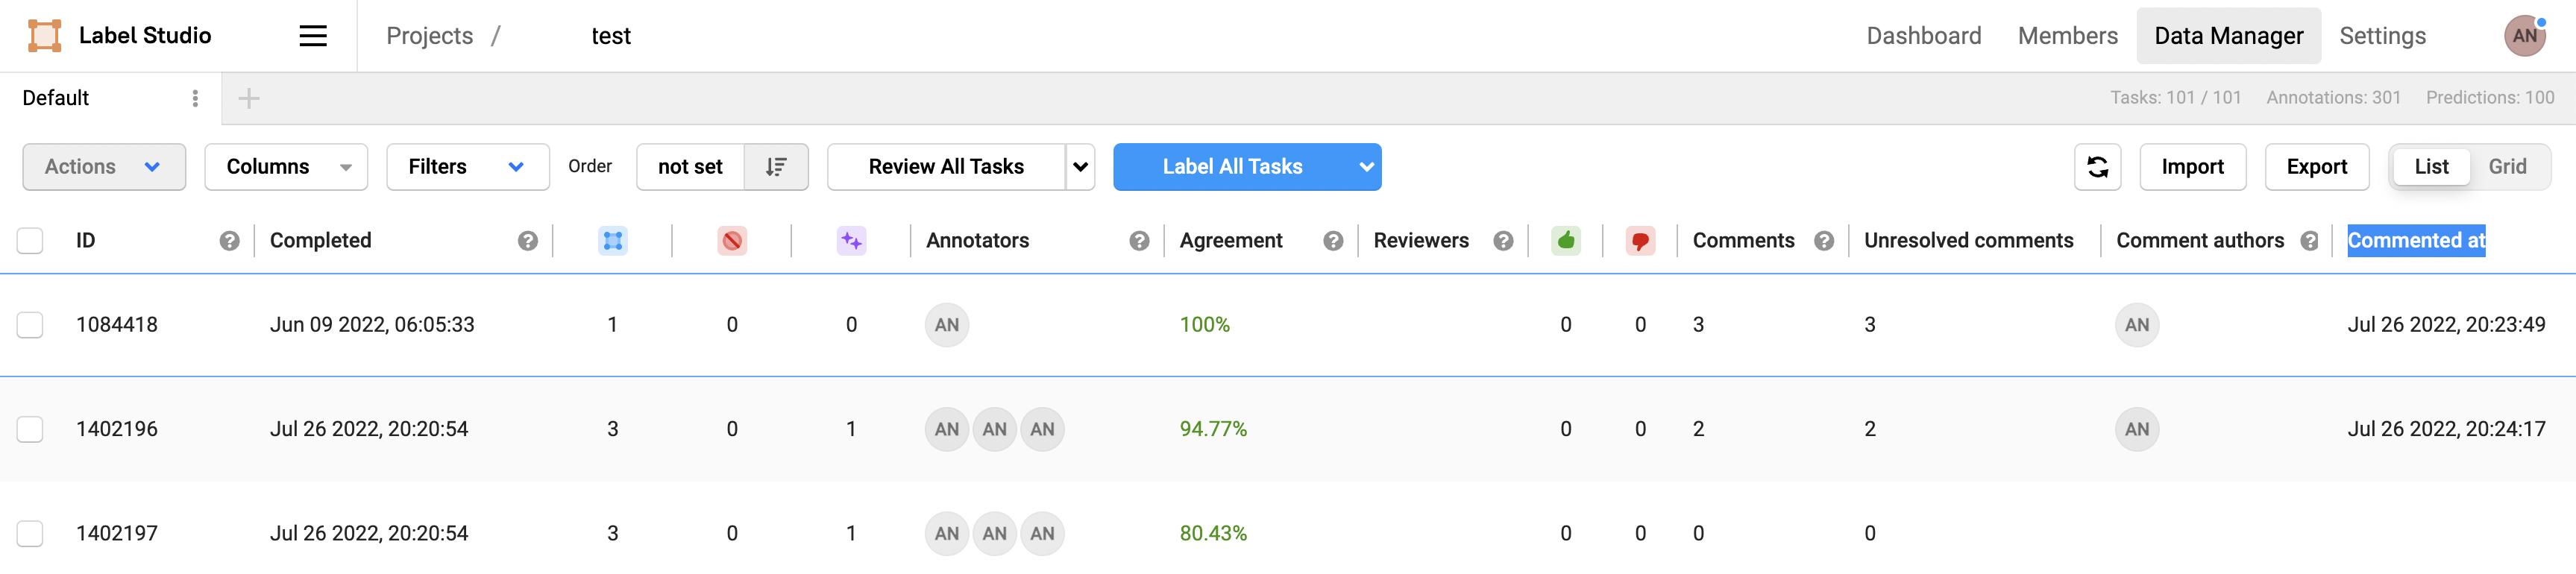 Label Studio Projects / test Dashboard Members Data Manager Settings AN
Default Tasks: 101 / 101 Annotations: 301 Predictions: 100
Actions Columns Filters Order not set Review All Tasks Label All Tasks Import Export List Grid
ID Completed Annotators Agreement Reviewers Comments Unresolved comments Comment authors Commented at
1084418 Jun 09 2022, 06:05:33 1 0 0 AN 100% 0 0 3 3 AN Jul 26 2022, 20:23:49
1402196 Jul 26 2022, 20:20:54 3 0 1 AN AN AN 94.77% 0 0 2 2 AN Jul 26 2022, 20:24:17
1402197 Jul 26 2022, 20:20:54 3 0 1 AN AN AN 80.43% 0 0 0 0